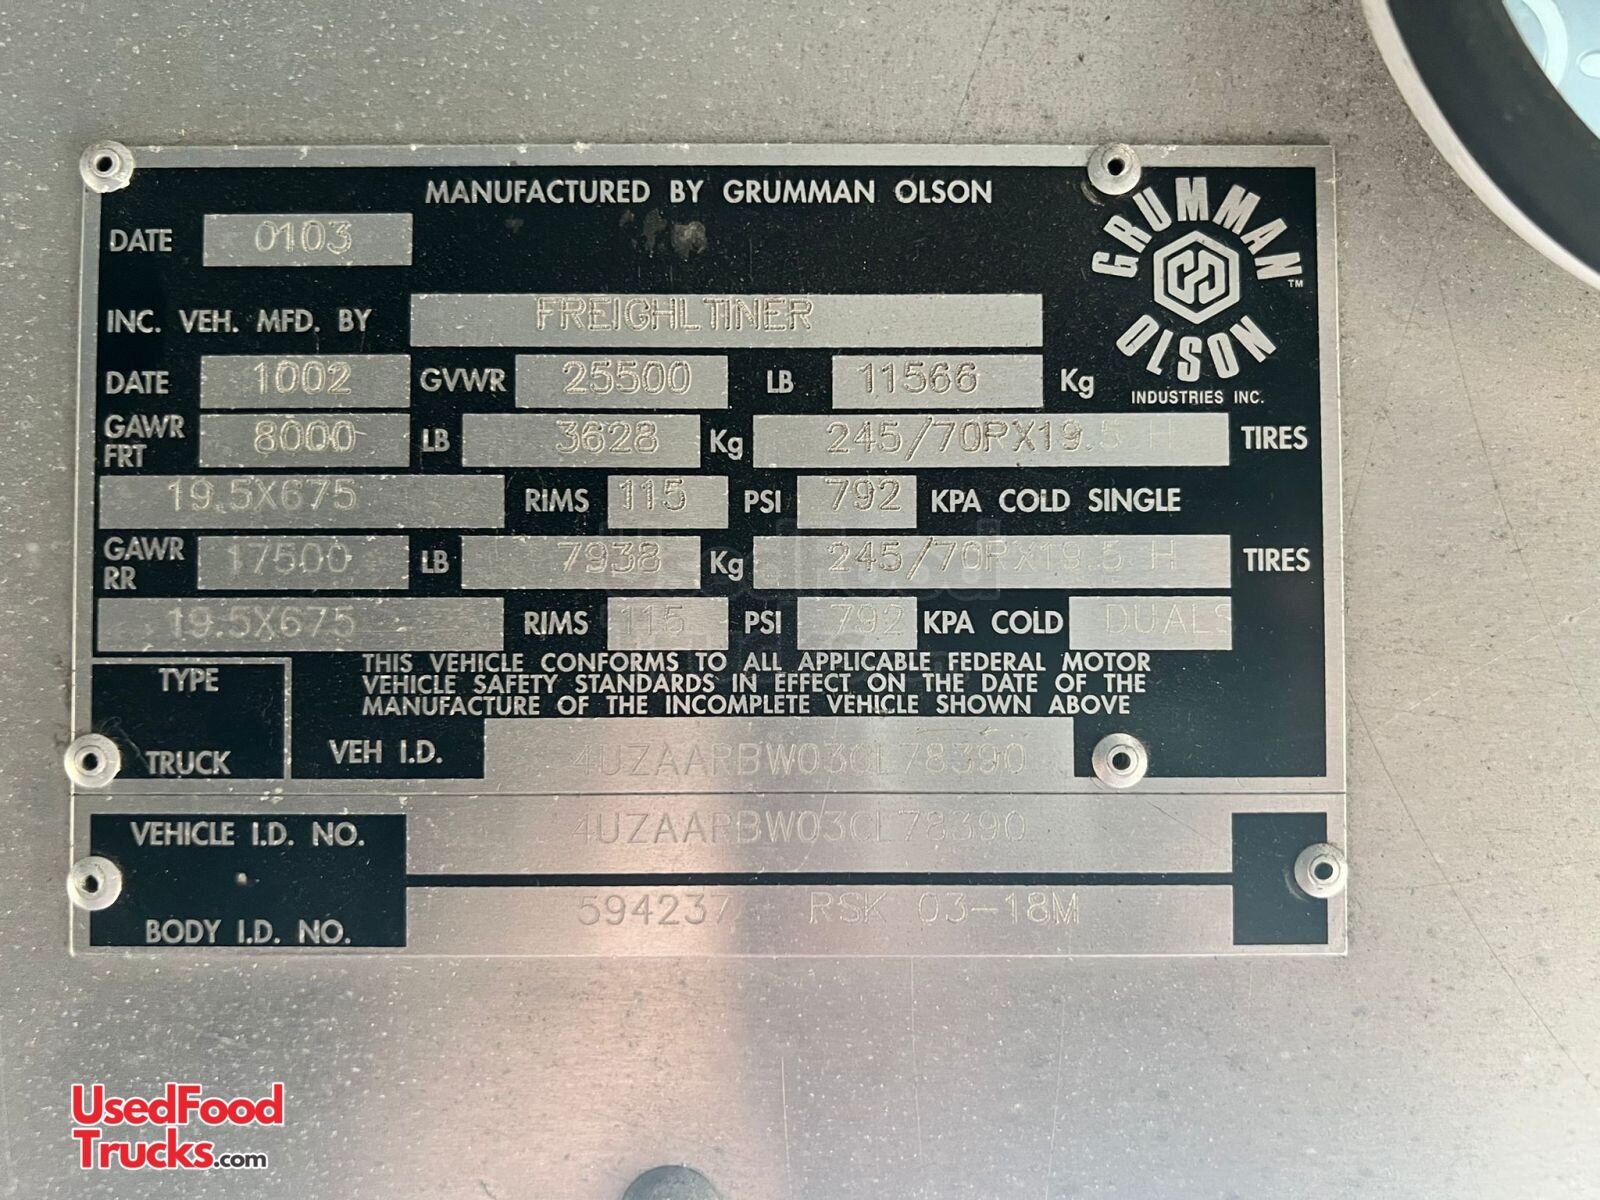 MANUFACTURED BY GRUMMAN OLSON
GRUMMAN OLSON ™
INDUSTRIES INC.
DATE 0103
INC. VEH. MFD. BY FREIGHLTINER
DATE 1002 GVWR 25500 LB 11566 Kg
GAWR FRT 8000 LB 3628 Kg 245/70RX19.5 H TIRES
19.5X675 RIMS 115 PSI 792 KPA COLD SINGLE
GAWR RR 17500 LB 7938 Kg 245/70RX19.5 H TIRES
19.5X675 RIMS 115 PSI 792 KPA COLD DUALS
THIS VEHICLE CONFORMS TO ALL APPLICABLE FEDERAL MOTOR
VEHICLE SAFETY STANDARDS IN EFFECT ON THE DATE OF THE
MANUFACTURE OF THE INCOMPLETE VEHICLE SHOWN ABOVE
TYPE
TRUCK
VEH I.D. 4UZAARBW03CL78390
VEHICLE I.D. NO. 4UZAARBW03CL78390
BODY I.D. NO. 594237 RSK 03-18M
UsedFood
Trucks.com